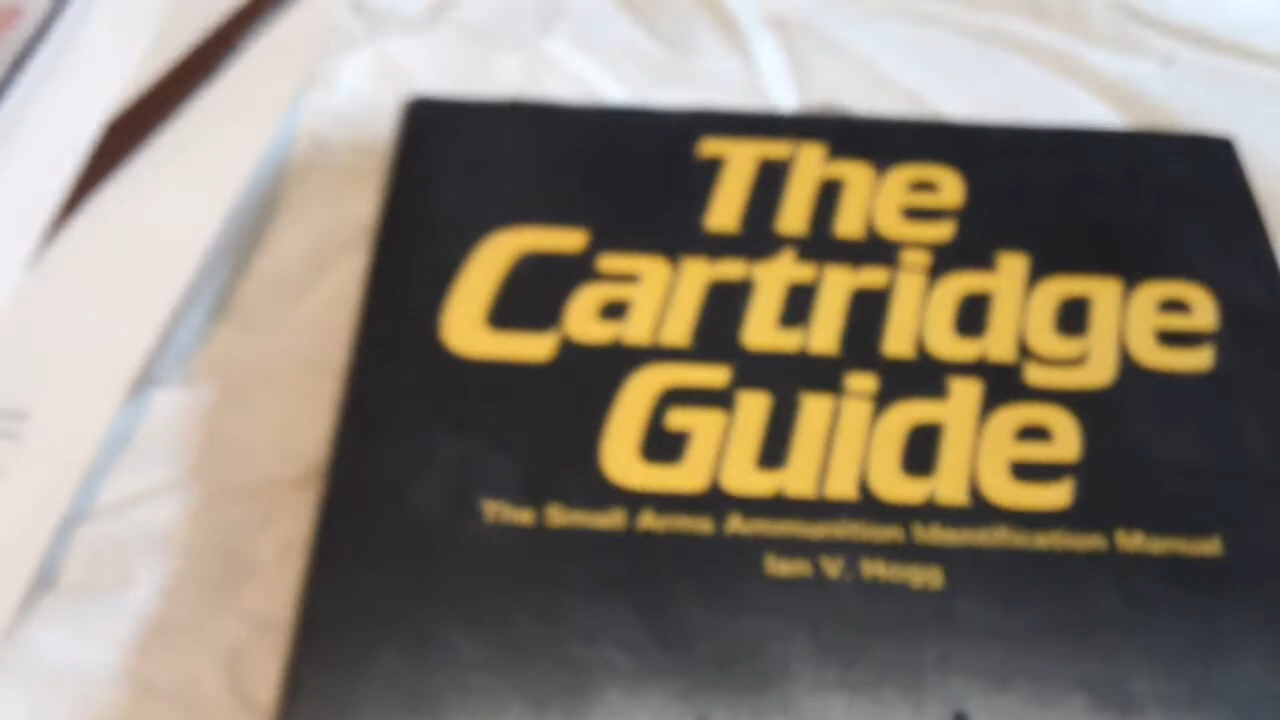 The
Cartridge
Guide
The Small Arms Ammunition Identification Manual
Ian V. Hogg